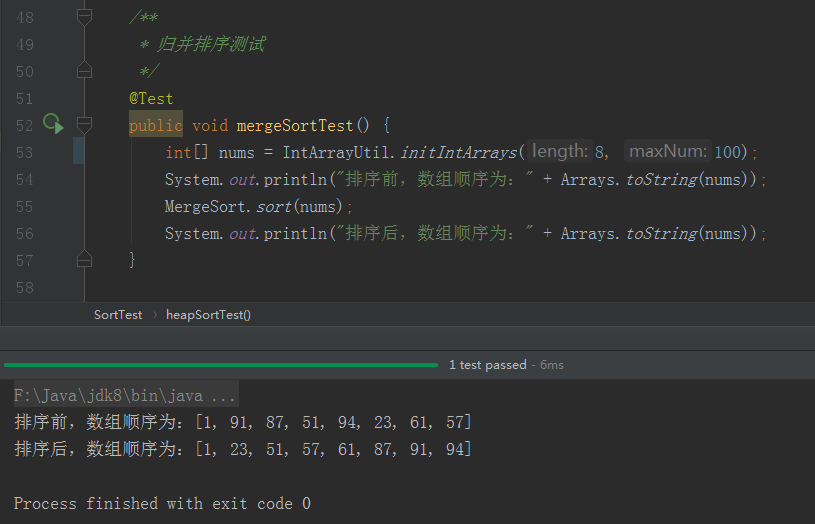 48 /**
49 * 归并排序测试
50 */
51 @Test
52 public void mergeSortTest() {
53 int[] nums = IntArrayUtil.initIntArrays( length: 8, maxNum: 100);
54 System.out.println("排序前, 数组顺序为: " + Arrays.toString(nums));
55 MergeSort.sort(nums);
56 System.out.println("排序后, 数组顺序为: " + Arrays.toString(nums));
57 }
58
SortTest › heapSortTest()
1 test passed - 6ms
F:\Java\jdk8\bin\java ...
排序前, 数组顺序为: [1, 91, 87, 51, 94, 23, 61, 57]
排序后, 数组顺序为: [1, 23, 51, 57, 61, 87, 91, 94]
Process finished with exit code 0